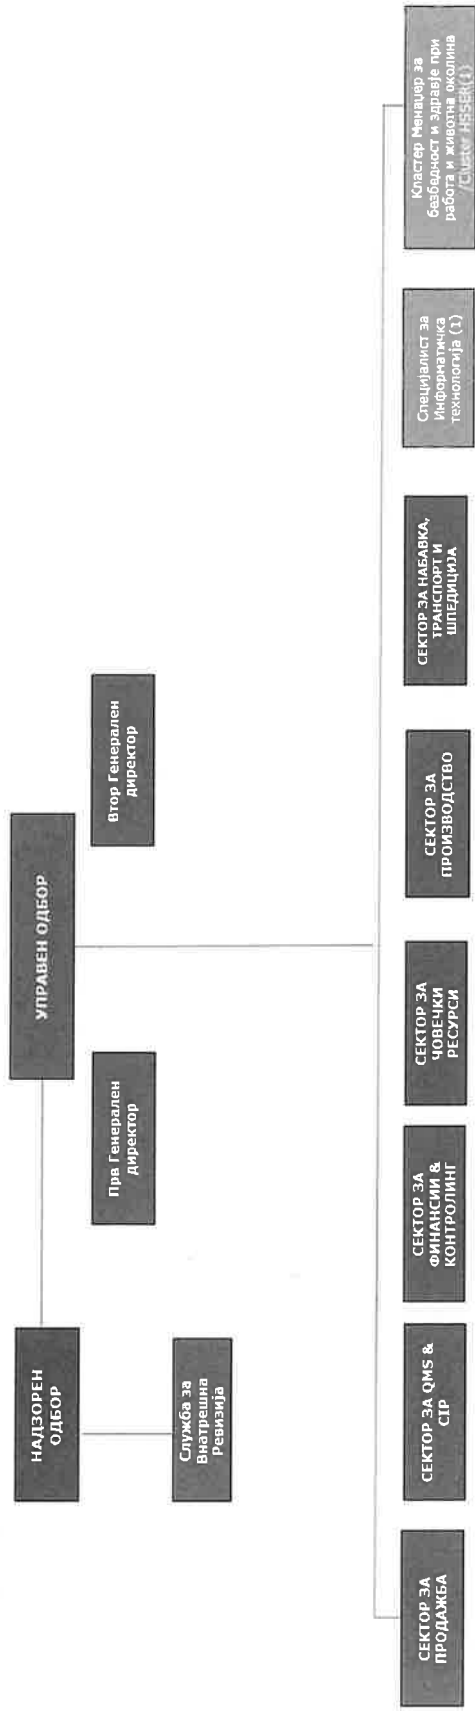 НАДЗОРЕН
ОДБОР
УПРАВЕН ОДБОР
Служба за
Внатрешна
Ревизија
Прв Генерален
директор
Втор Генерален
директор
СЕКТОР ЗА
ПРОДАЖБА
СЕКТОР ЗА QMS &
CIP
СЕКТОР ЗА
ФИНАНСИИ &
КОНТРОЛИНГ
СЕКТОР ЗА
ЧОВЕЧКИ
РЕСУРСИ
СЕКТОР ЗА
ПРОИЗВОДСТВО
СЕКТОР ЗА НАБАВКА,
ТРАНСПОРТ И
ШПЕДИЦИЈА
Специјалист за
Информатичка
технологија (1)
Кластер Менаџер за
безбедност и здравје при
работа и животна околина
/Cluster HSSER(1)